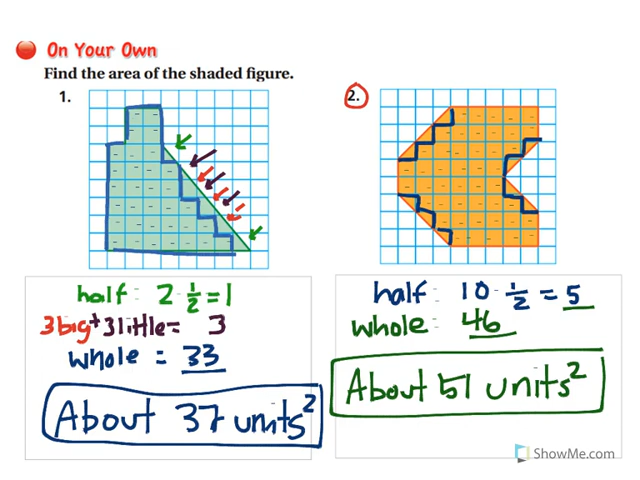 On Your Own
Find the area of the shaded figure.
1.
2.
half: 2 · 1/2 = 1
3big + 3little = 3
whole = 33
About 37 units²
half: 10 · 1/2 = 5
whole: 46
About 51 units²
ShowMe.com